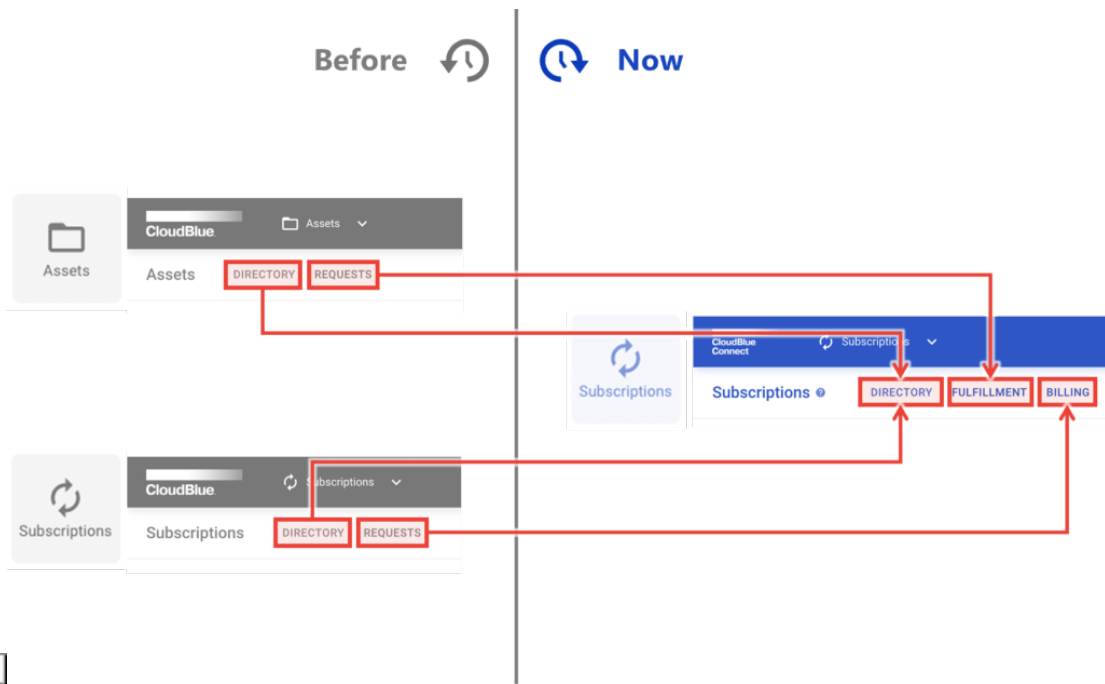 Before
Now
CloudBlue.
Assets
Assets
Assets
DIRECTORY
REQUESTS
CloudBlue
Connect
Subscriptions
Subscriptions
Subscriptions
DIRECTORY
FULFILLMENT
BILLING
CloudBlue.
Subscriptions
Subscriptions
Subscriptions
DIRECTORY
REQUESTS